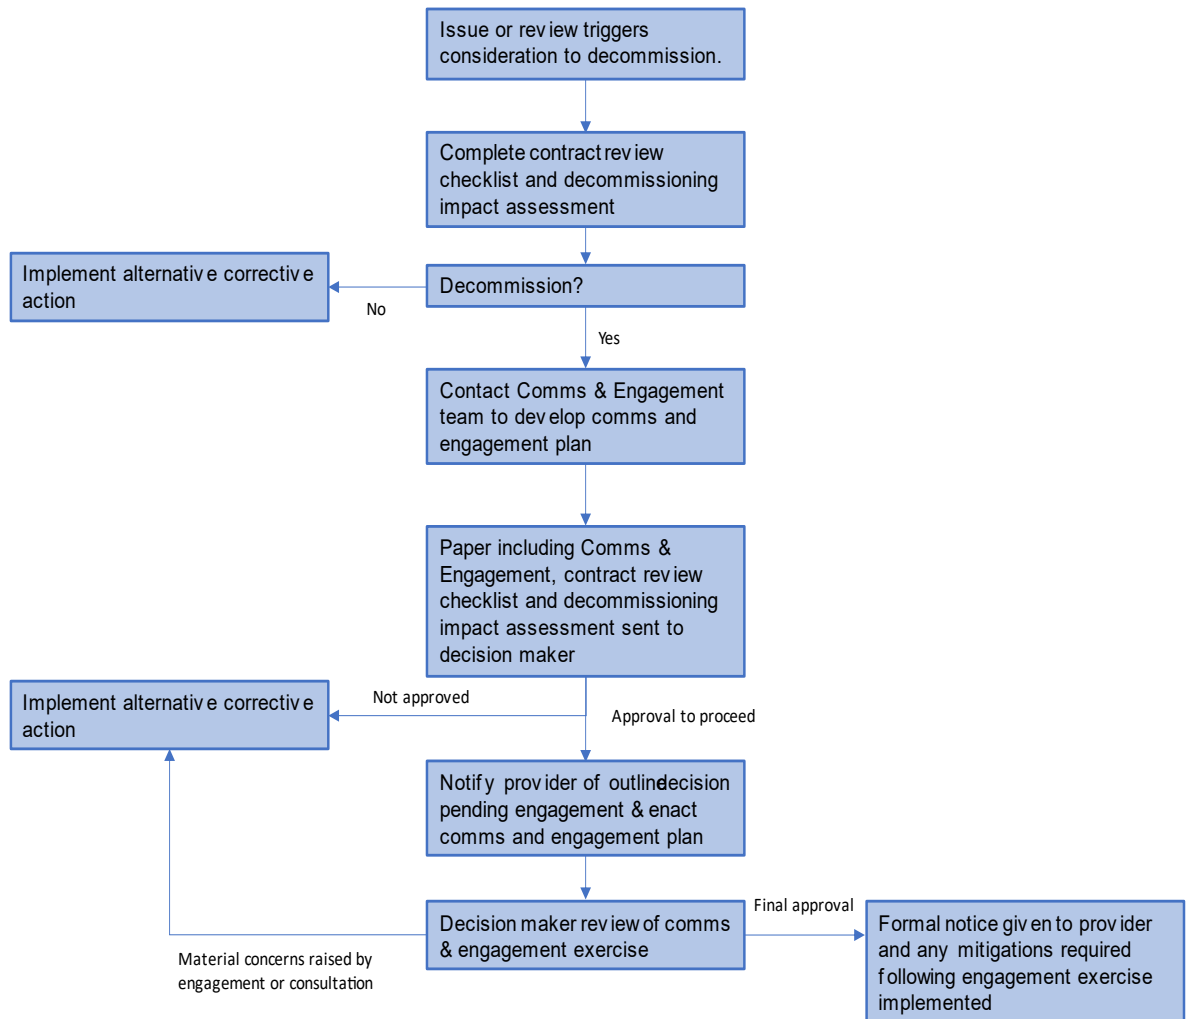 Issue or review triggers
consideration to decommission.
Complete contract review
checklist and decommissioning
impact assessment
Implement alternative corrective
action
No
Decommission?
Yes
Contact Comms & Engagement
team to develop comms and
engagement plan
Paper including Comms &
Engagement, contract review
checklist and decommissioning
impact assessment sent to
decision maker
Implement alternative corrective
action
Not approved
Approval to proceed
Notify provider of outline decision
pending engagement & enact
comms and engagement plan
Decision maker review of comms
& engagement exercise
Final approval
Formal notice given to provider
and any mitigations required
following engagement exercise
implemented
Material concerns raised by
engagement or consultation